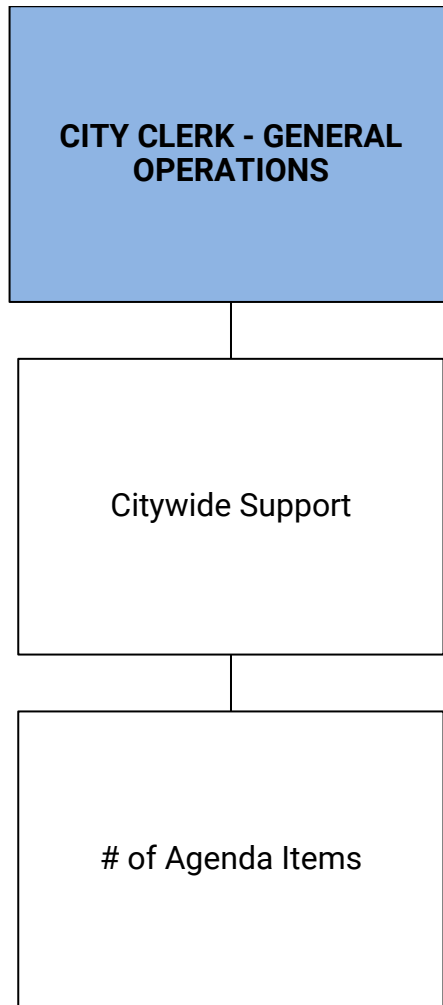 CITY CLERK - GENERAL
OPERATIONS
Citywide Support
# of Agenda Items